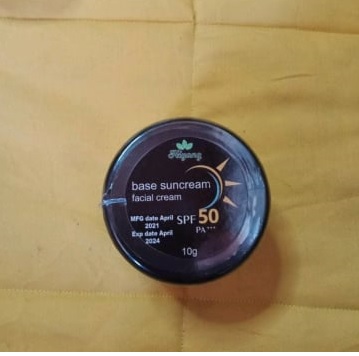 base suncream
facial cream
MFG date April
2021
Exp date April
2024
SPF 50
PA+++
10g